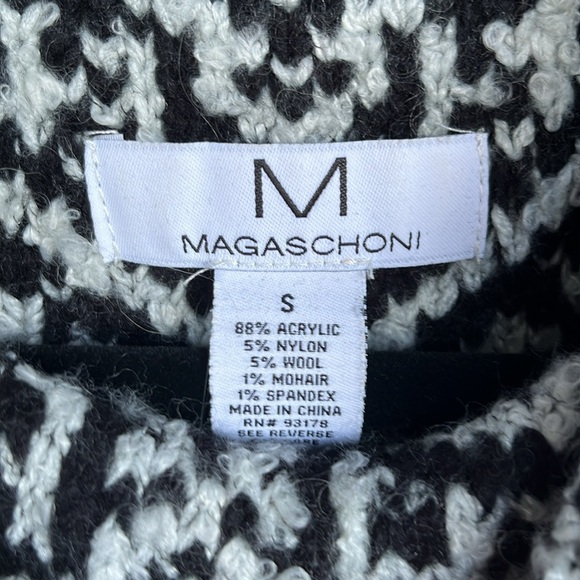 M
MAGASCHONI
S
88% ACRYLIC
5% NYLON
5% WOOL
1% MOHAIR
1% SPANDEX
MADE IN CHINA
RN# 93178
SEE REVERSE